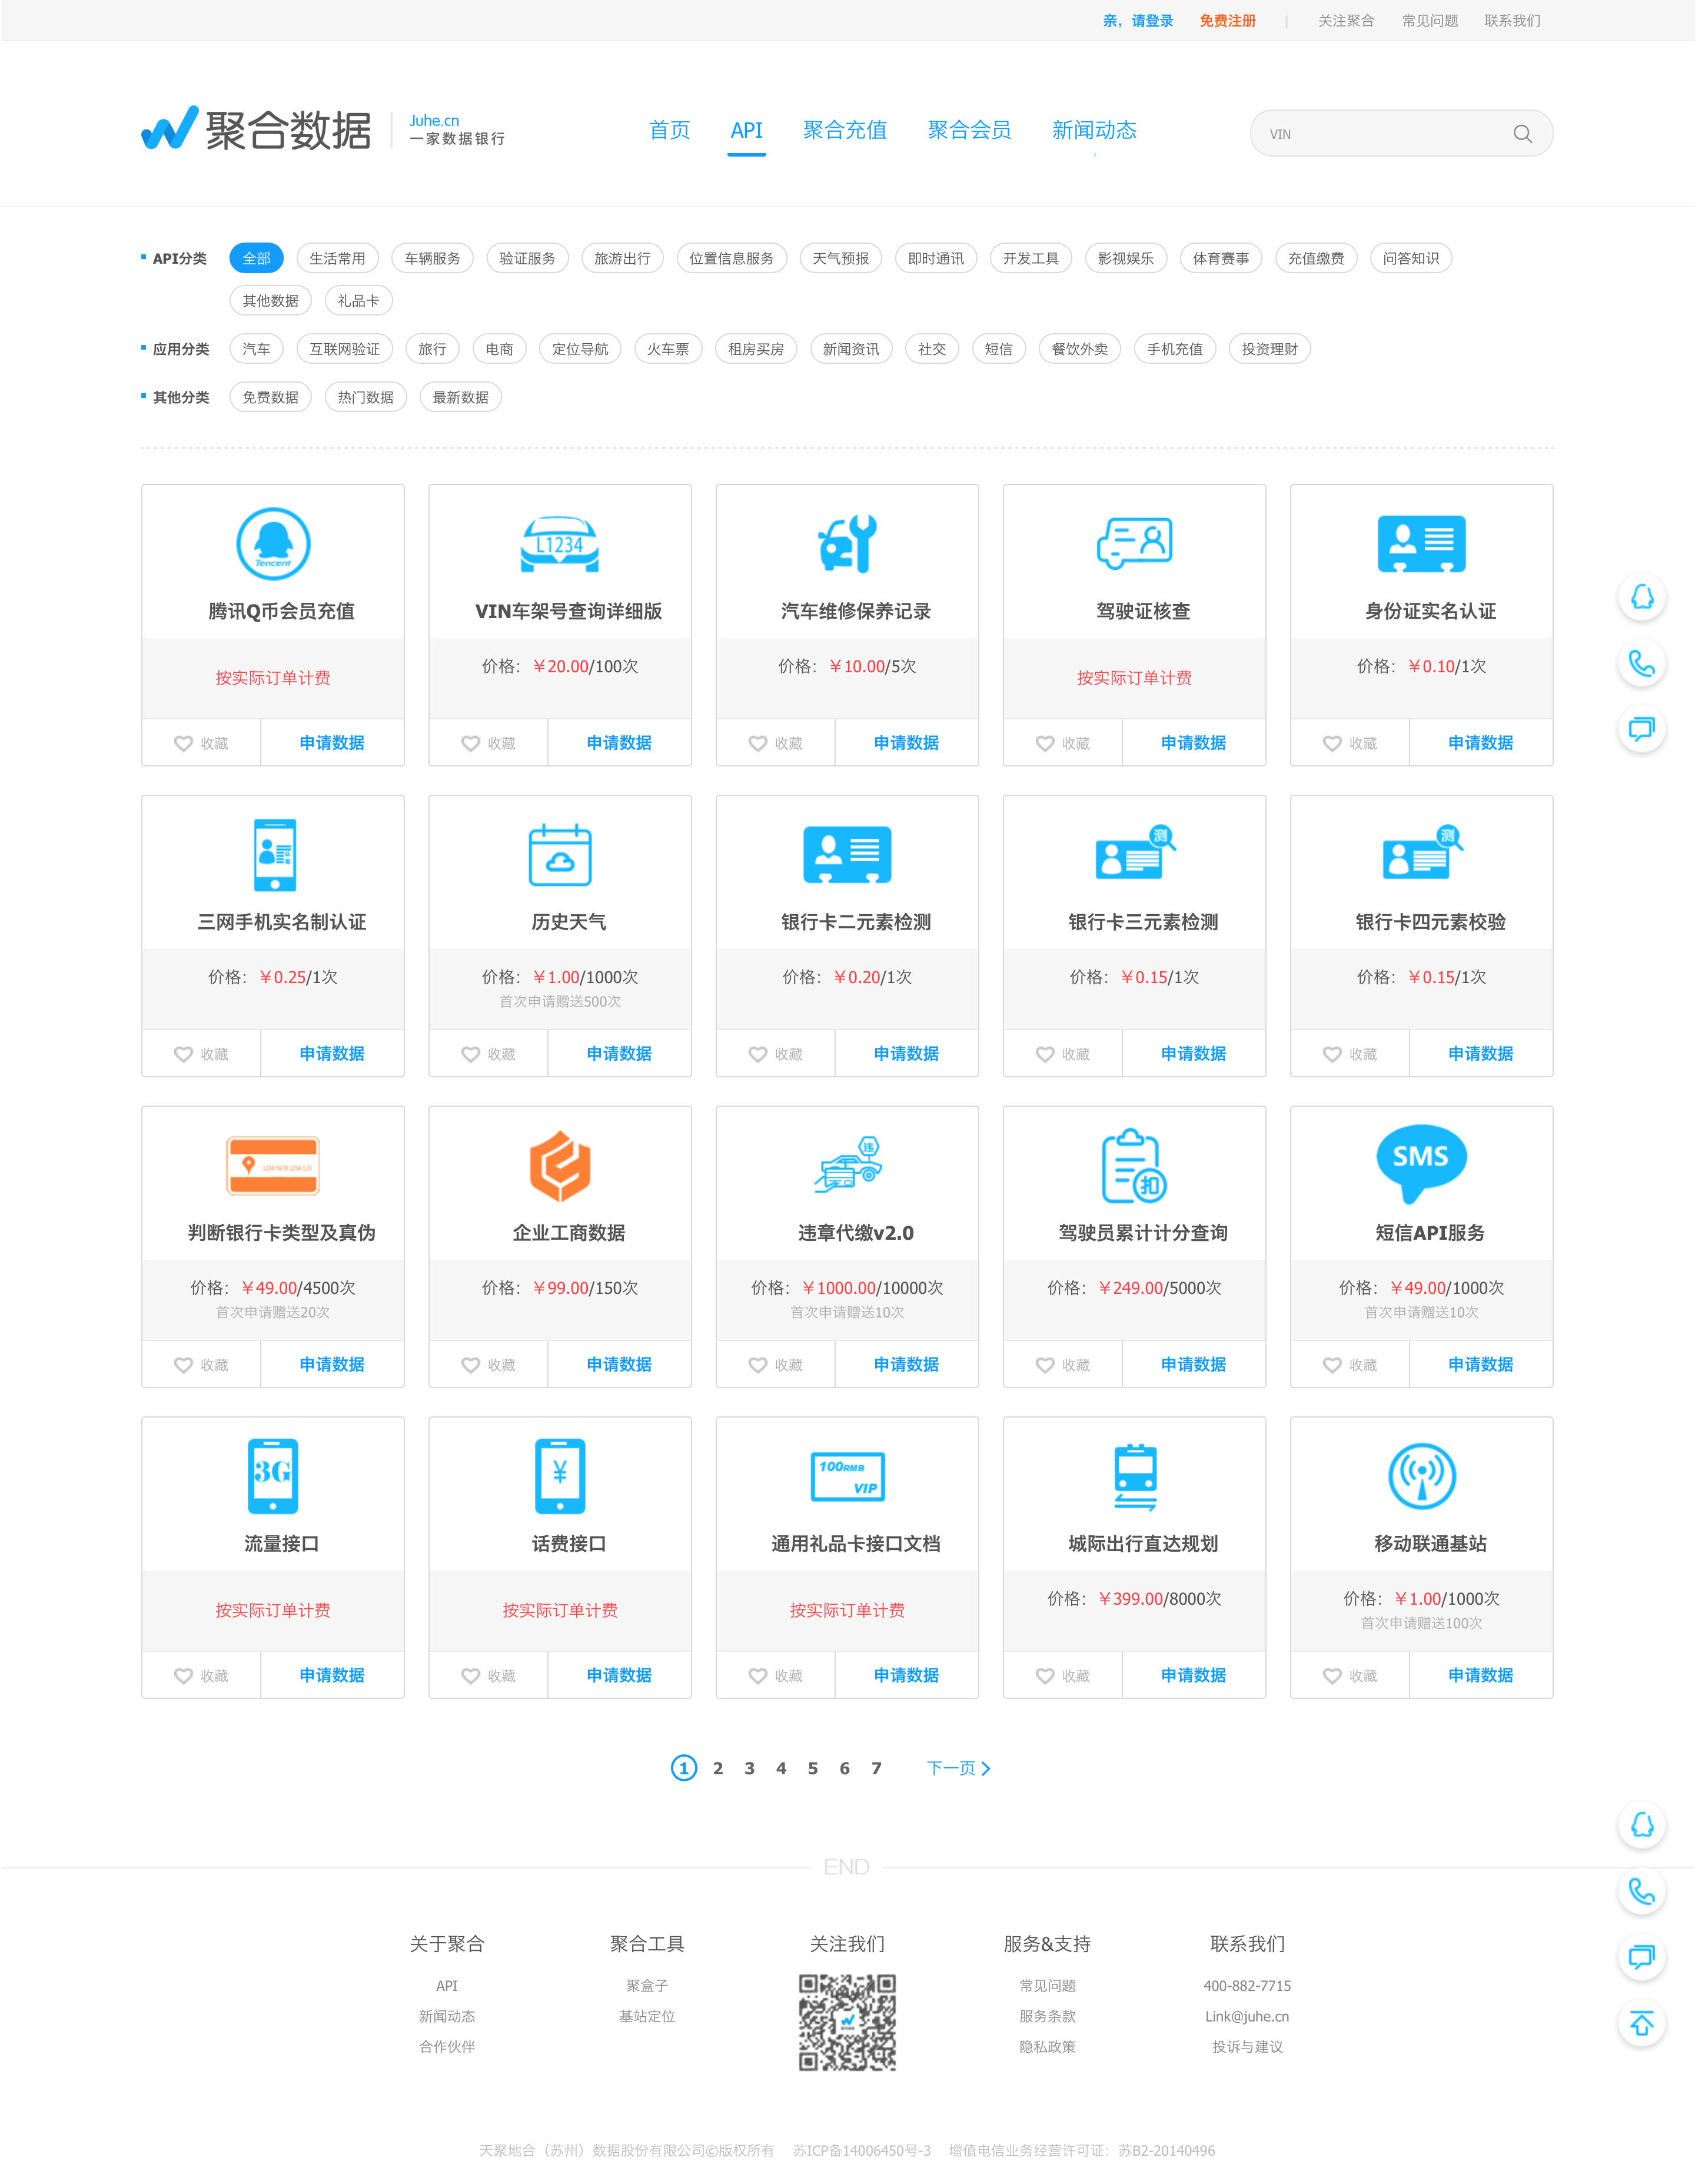 亲，请登录 免费注册 | 关注聚合 常见问题 联系我们
聚合数据 Juhe.cn 一家数据银行
首页 API 聚合充值 聚合会员 新闻动态
VIN
API分类 全部 生活常用 车辆服务 验证服务 旅游出行 位置信息服务 天气预报 即时通讯 开发工具 影视娱乐 体育赛事 充值缴费 问答知识
其他数据 礼品卡
应用分类 汽车 互联网验证 旅行 电商 定位导航 火车票 租房买房 新闻资讯 社交 短信 餐饮外卖 手机充值 投资理财
其他分类 免费数据 热门数据 最新数据
Tencent L1234
腾讯Q币会员充值 VIN车架号查询详细版 汽车维修保养记录 驾驶证核查 身份证实名认证
按实际订单计费 价格：￥20.00/100次 价格：￥10.00/5次 按实际订单计费 价格：￥0.10/1次
收藏 申请数据 收藏 申请数据 收藏 申请数据 收藏 申请数据 收藏 申请数据
测 测
三网手机实名制认证 历史天气 银行卡二元素检测 银行卡三元素检测 银行卡四元素校验
价格：￥0.25/1次 价格：￥1.00/1000次 价格：￥0.20/1次 价格：￥0.15/1次 价格：￥0.15/1次
首次申请赠送500次
收藏 申请数据 收藏 申请数据 收藏 申请数据 收藏 申请数据 收藏 申请数据
违 扣 SMS
判断银行卡类型及真伪 企业工商数据 违章代缴v2.0 驾驶员累计计分查询 短信API服务
价格：￥49.00/4500次 价格：￥99.00/150次 价格：￥1000.00/10000次 价格：￥249.00/5000次 价格：￥49.00/1000次
首次申请赠送20次 首次申请赠送10次 首次申请赠送10次
收藏 申请数据 收藏 申请数据 收藏 申请数据 收藏 申请数据 收藏 申请数据
3G ¥ 100RMB VIP
流量接口 话费接口 通用礼品卡接口文档 城际出行直达规划 移动联通基站
按实际订单计费 按实际订单计费 按实际订单计费 价格：￥399.00/8000次 价格：￥1.00/1000次
首次申请赠送100次
收藏 申请数据 收藏 申请数据 收藏 申请数据 收藏 申请数据 收藏 申请数据
1 2 3 4 5 6 7 下一页
END
关于聚合 聚合工具 关注我们 服务&支持 联系我们
API 聚盒子 常见问题 400-882-7715
新闻动态 基站定位 服务条款 Link@juhe.cn
合作伙伴 隐私政策 投诉与建议
天聚地合（苏州）数据股份有限公司©版权所有 苏ICP备14006450号-3 增值电信业务经营许可证：苏B2-20140496